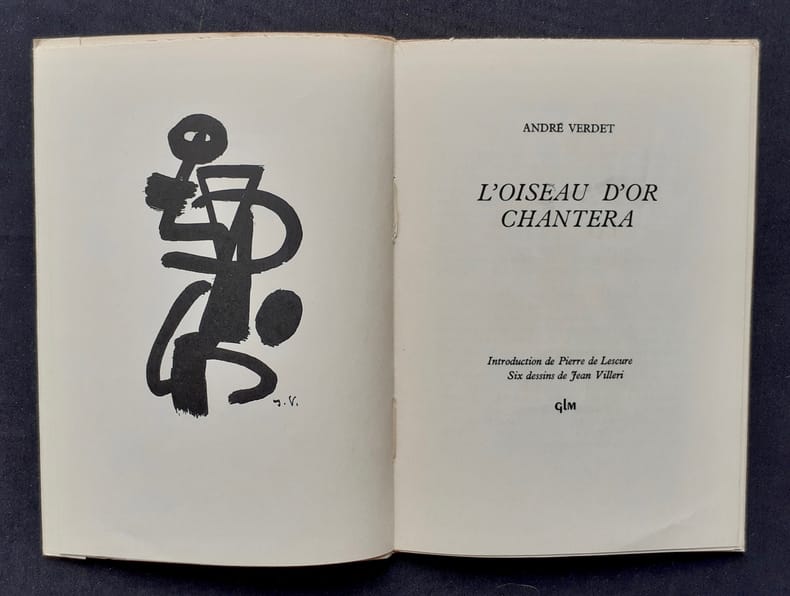 J.V.
ANDRÉ VERDET
L'OISEAU D'OR
CHANTERA
Introduction de Pierre de Lescure
Six dessins de Jean Villeri
GLM